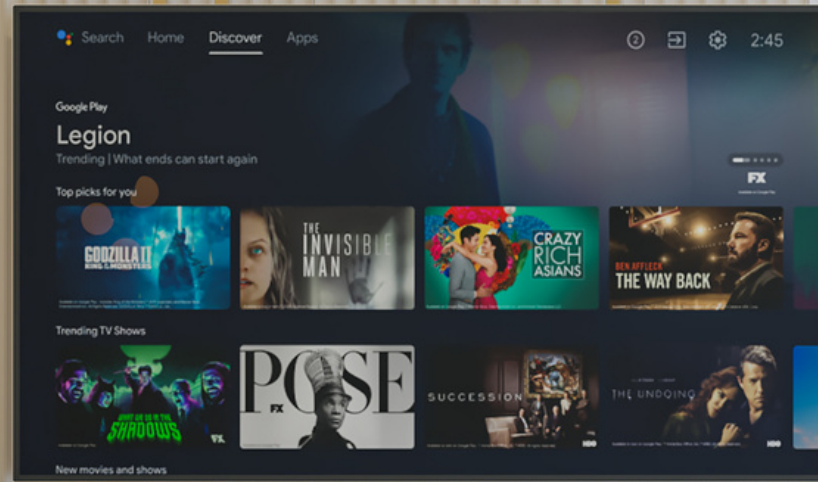 Search Home Discover Apps 2 2:45
Google Play
Legion
Trending | What ends can start again
FX
Top picks for you
GODZILLA II
KING OF THE MONSTERS
THE
INVISIBLE
MAN
CRAZY
RICH
ASIANS
BEN AFFLECK
THE WAY BACK
Trending TV Shows
WHAT WE DO IN THE
SHADOWS
FX
POSE
FX
SUCCESSION
HBO
THE UNDOING
HBO
New movies and shows